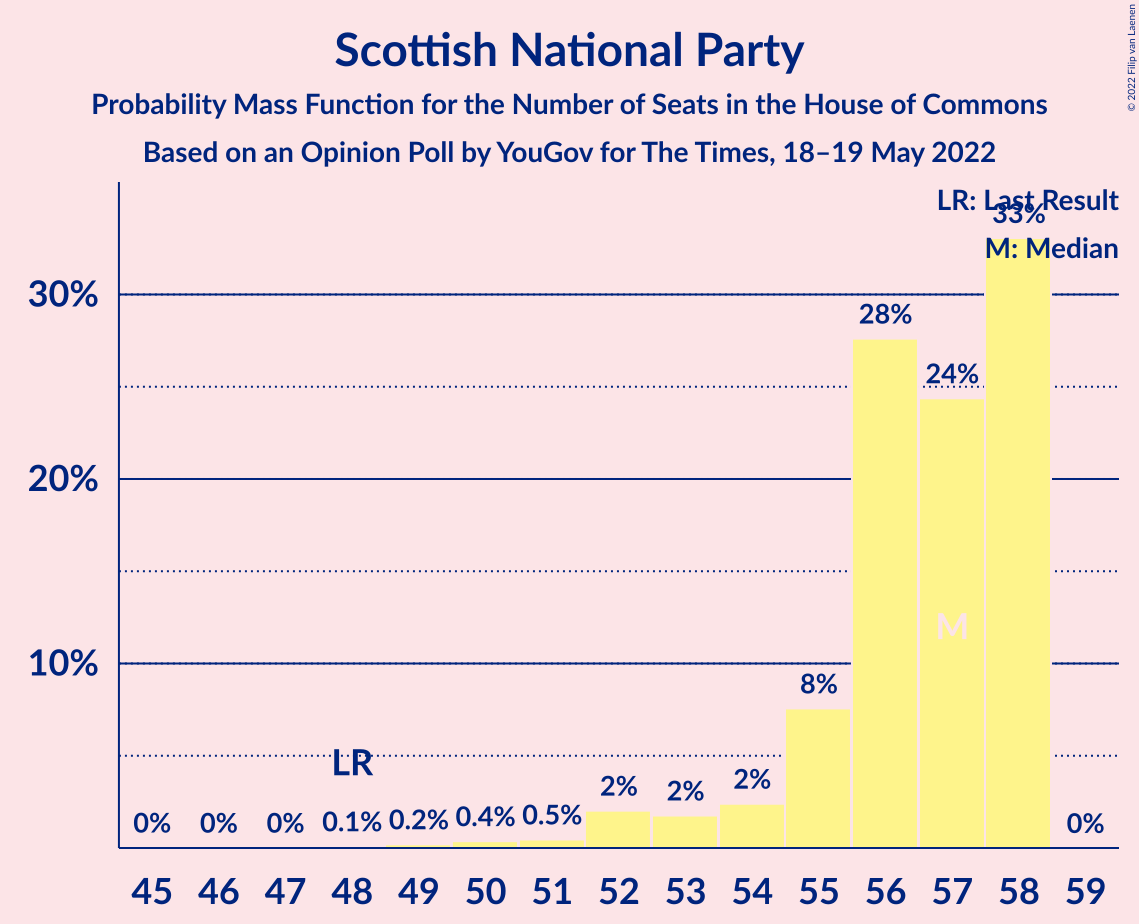 Scottish National Party
Probability Mass Function for the Number of Seats in the House of Commons
Based on an Opinion Poll by YouGov for The Times, 18–19 May 2022
© 2022 Filip van Laenen
LR: Last Result
M: Median
33%
30%
28%
24%
20%
M
10%
8%
LR
2%
2%
2%
0%
0%
0%
0.1%
0.2%
0.4%
0.5%
0%
45 46 47 48 49 50 51 52 53 54 55 56 57 58 59